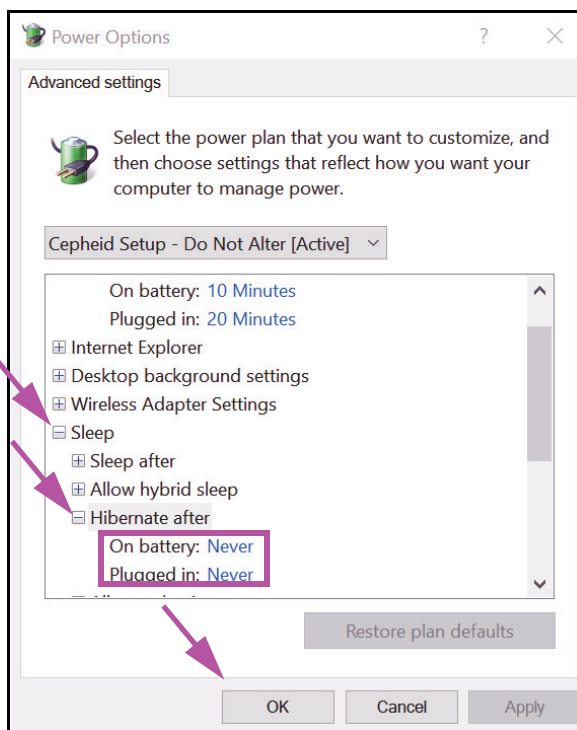 Power Options
Advanced settings
Select the power plan that you want to customize, and
then choose settings that reflect how you want your
computer to manage power.
Cepheid Setup - Do Not Alter [Active]
On battery: 10 Minutes
Plugged in: 20 Minutes
Internet Explorer
Desktop background settings
Wireless Adapter Settings
Sleep
Sleep after
Allow hybrid sleep
Hibernate after
On battery: Never
Plugged in: Never
Restore plan defaults
OK Cancel Apply